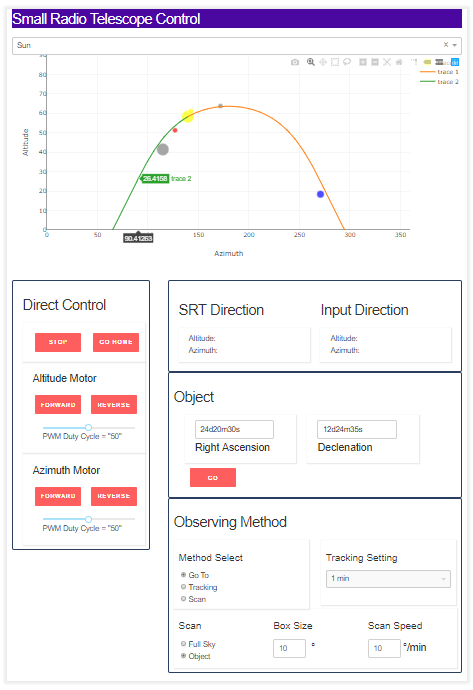 Small Radio Telescope Control
Sun
trace 1
trace 2
80
70
60
50
40
30
20
10
0
Altitude
26.4158 trace 2
90.41263
0 50 150 200 250 300 350
Azimuth
Direct Control
STOP GO HOME
Altitude Motor
FORWARD REVERSE
PWM Duty Cycle = "50"
Azimuth Motor
FORWARD REVERSE
PWM Duty Cycle = "50"
SRT Direction
Altitude:
Azimuth:
Input Direction
Altitude:
Azimuth:
Object
24d20m30s 12d24m35s
Right Ascension Declenation
GO
Observing Method
Method Select
Go To
Tracking
Scan
Tracking Setting
1 min
Scan
Full Sky
Object
Box Size
10 °
Scan Speed
10 °/min